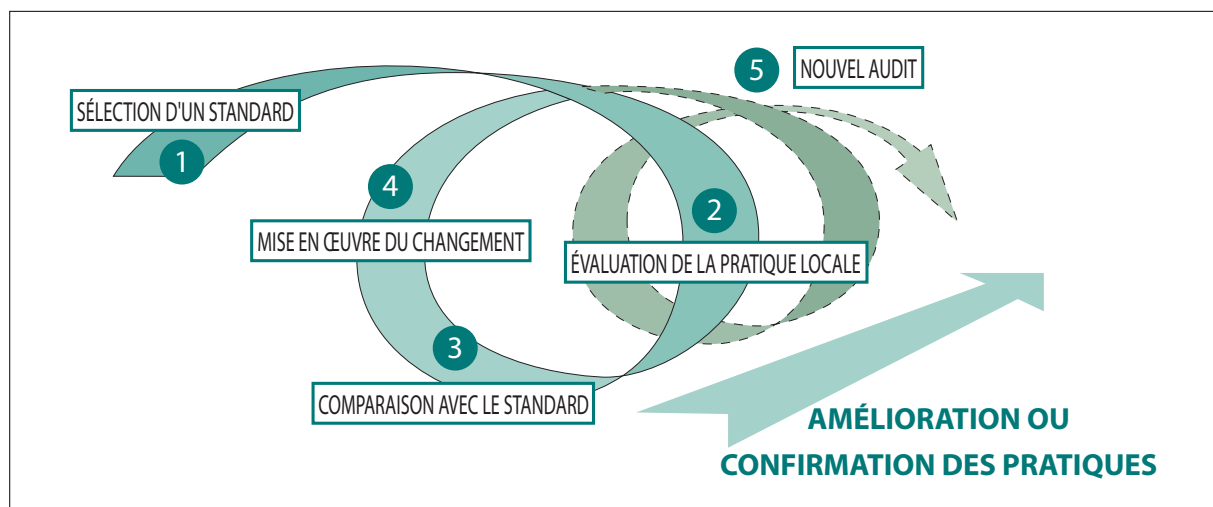 1
SÉLECTION D'UN STANDARD
2
ÉVALUATION DE LA PRATIQUE LOCALE
3
COMPARAISON AVEC LE STANDARD
4
MISE EN ŒUVRE DU CHANGEMENT
5
NOUVEL AUDIT
AMÉLIORATION OU
CONFIRMATION DES PRATIQUES